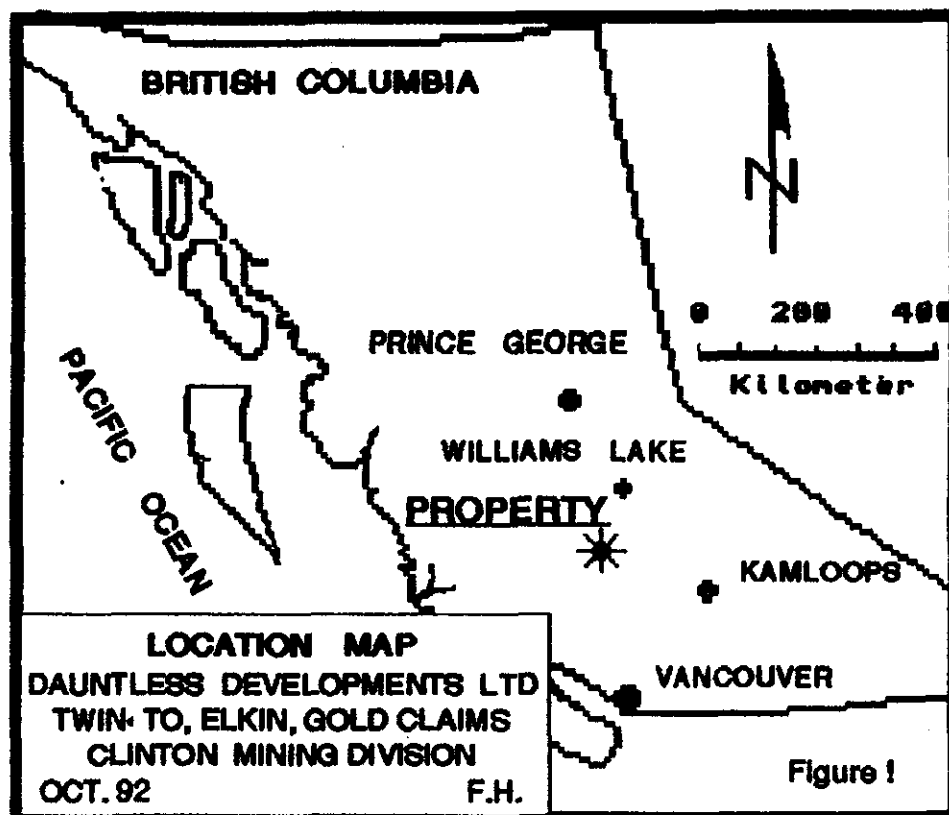 BRITISH COLUMBIA
N
0 200 400
Kilometer
PRINCE GEORGE
WILLIAMS LAKE
PROPERTY
KAMLOOPS
PACIFIC OCEAN
VANCOUVER
LOCATION MAP
DAUNTLESS DEVELOPMENTS LTD
TWIN- TO, ELKIN, GOLD CLAIMS
CLINTON MINING DIVISION
OCT. 92 F.H.
Figure 1